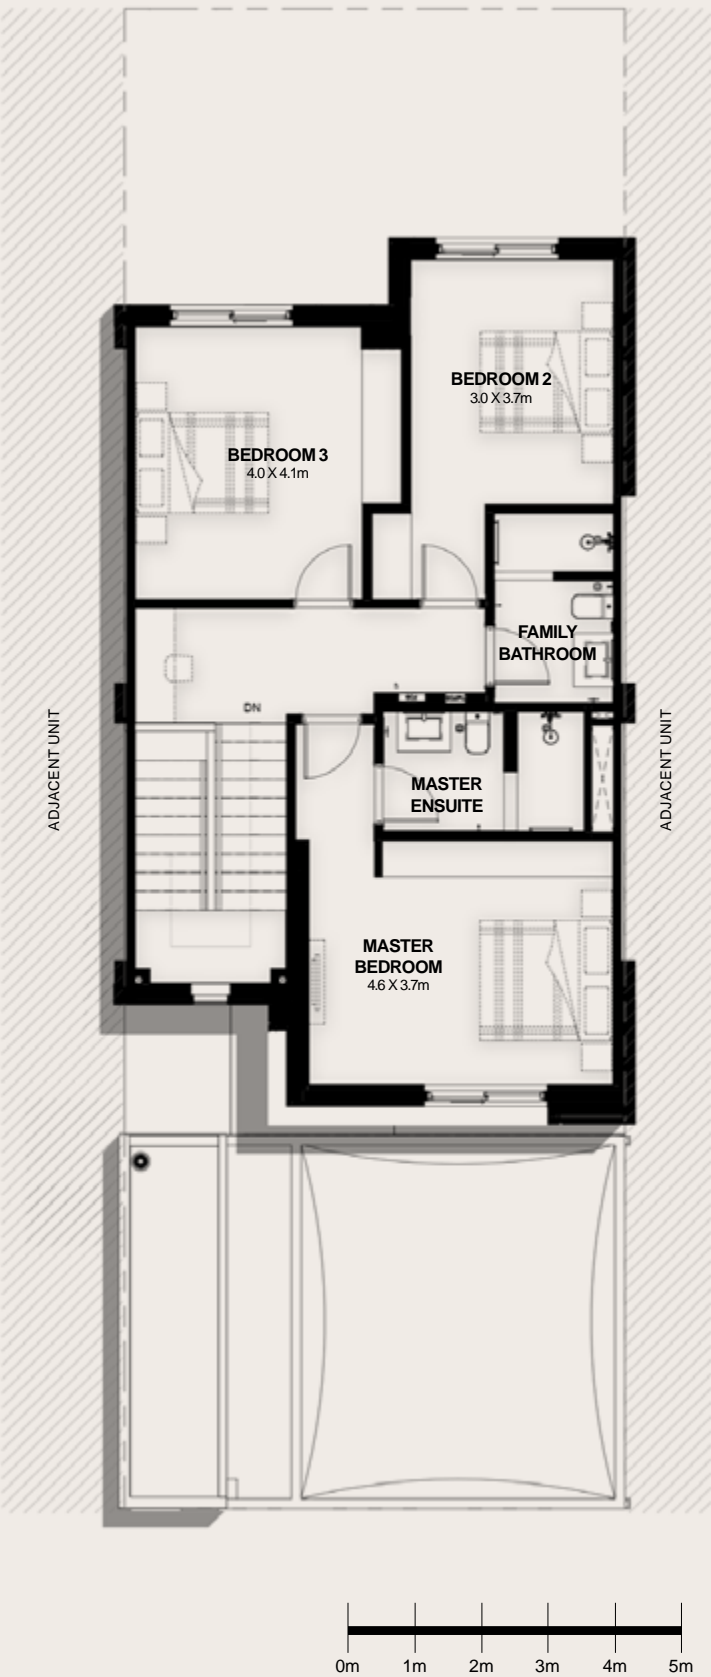 BEDROOM 2
3.0 X 3.7m
BEDROOM 3
4.0 X 4.1m
FAMILY
BATHROOM
DN
ADJACENT UNIT
ADJACENT UNIT
MASTER
ENSUITE
MASTER
BEDROOM
4.6 X 3.7m
0m 1m 2m 3m 4m 5m